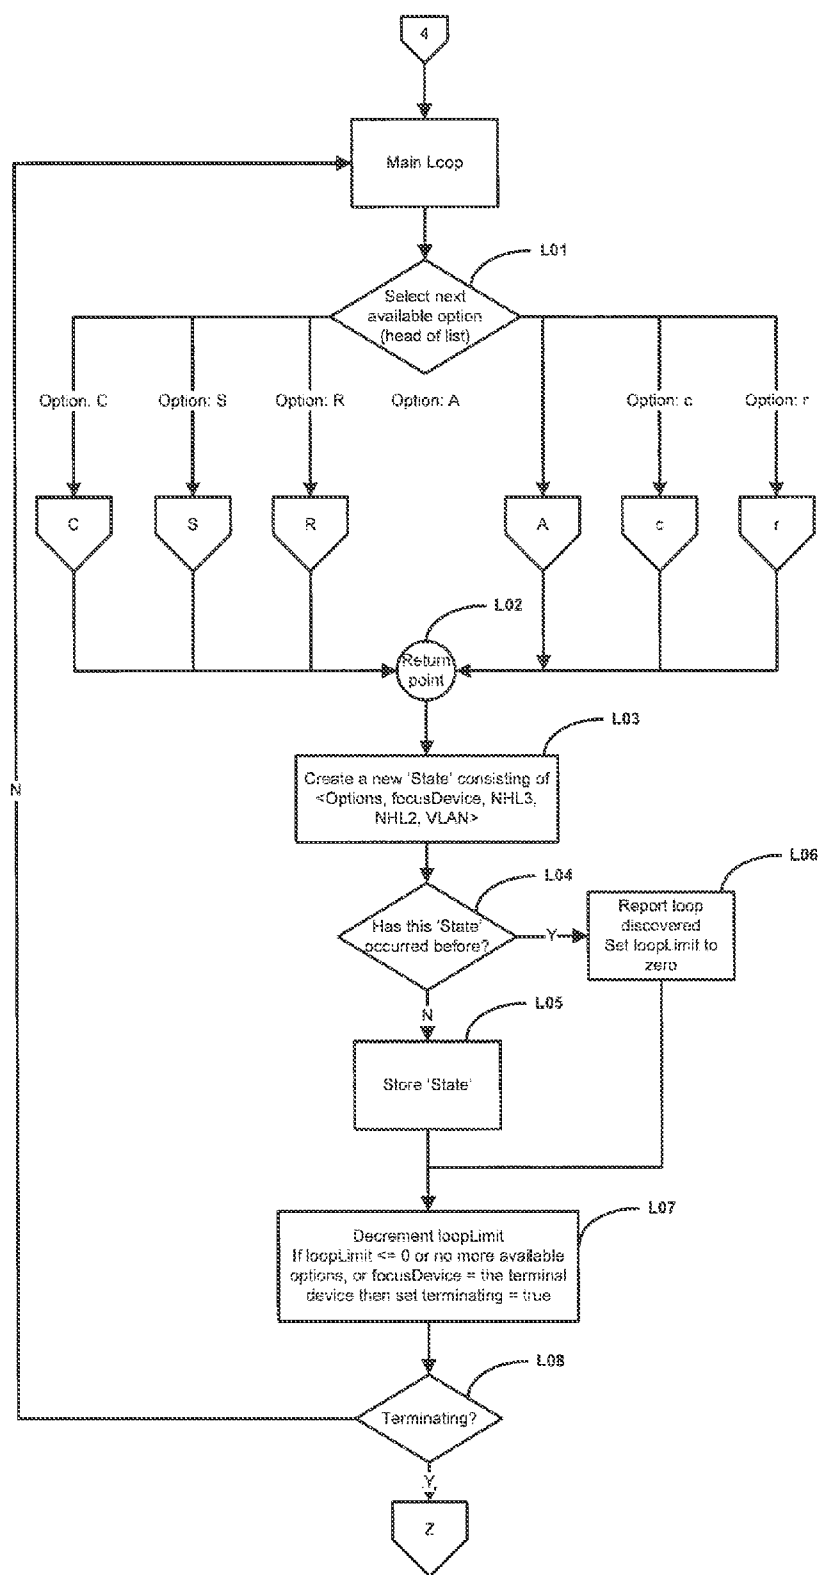 4
Main Loop
L01
Select next
available option
(head of list)
Option: C
Option: S
Option: R
Option: A
Option: c
Option: r
C
S
R
A
c
r
L02
Return
point
L03
Create a new 'State' consisting of
<Options, focusDevice, NHL3,
NHL2, VLAN>
N
L04
L06
Has this 'State'
occurred before?
Y
Report loop
discovered
Set loopLimit to
zero
N
L05
Store 'State'
L07
Decrement loopLimit
If loopLimit <= 0 or no more available
options, or focusDevice = the terminal
device then set terminating = true
L08
Terminating?
Y
Z